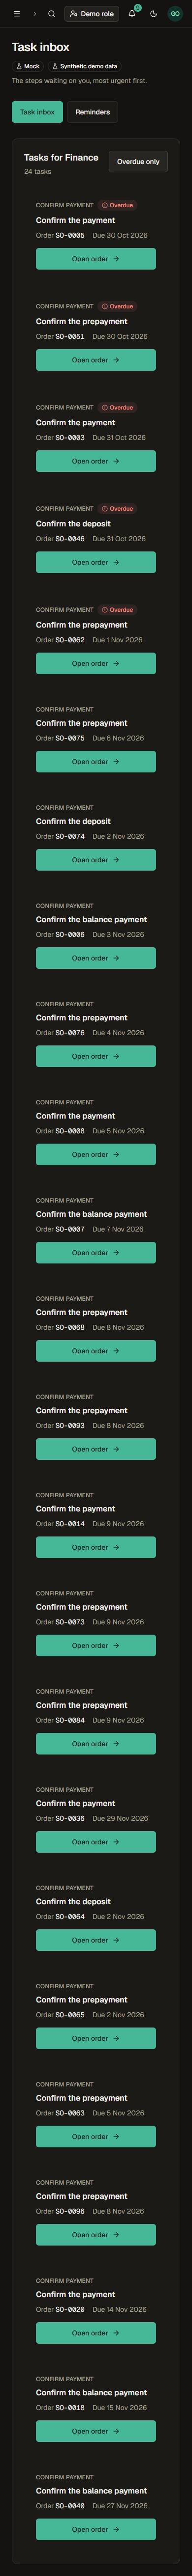 Demo role
GO
Task inbox
Mock
Synthetic demo data
The steps waiting on you, most urgent first.
Task inbox
Reminders
Tasks for Finance
24 tasks
Overdue only
CONFIRM PAYMENT Overdue
Confirm the payment
Order SO-0005 Due 30 Oct 2026
Open order
CONFIRM PAYMENT Overdue
Confirm the prepayment
Order SO-0051 Due 30 Oct 2026
Open order
CONFIRM PAYMENT Overdue
Confirm the payment
Order SO-0003 Due 31 Oct 2026
Open order
CONFIRM PAYMENT Overdue
Confirm the deposit
Order SO-0046 Due 31 Oct 2026
Open order
CONFIRM PAYMENT Overdue
Confirm the prepayment
Order SO-0062 Due 1 Nov 2026
Open order
CONFIRM PAYMENT
Confirm the prepayment
Order SO-0075 Due 6 Nov 2026
Open order
CONFIRM PAYMENT
Confirm the deposit
Order SO-0074 Due 2 Nov 2026
Open order
CONFIRM PAYMENT
Confirm the balance payment
Order SO-0006 Due 3 Nov 2026
Open order
CONFIRM PAYMENT
Confirm the prepayment
Order SO-0076 Due 4 Nov 2026
Open order
CONFIRM PAYMENT
Confirm the payment
Order SO-0008 Due 5 Nov 2026
Open order
CONFIRM PAYMENT
Confirm the balance payment
Order SO-0007 Due 7 Nov 2026
Open order
CONFIRM PAYMENT
Confirm the prepayment
Order SO-0068 Due 8 Nov 2026
Open order
CONFIRM PAYMENT
Confirm the prepayment
Order SO-0093 Due 8 Nov 2026
Open order
CONFIRM PAYMENT
Confirm the payment
Order SO-0014 Due 9 Nov 2026
Open order
CONFIRM PAYMENT
Confirm the prepayment
Order SO-0073 Due 9 Nov 2026
Open order
CONFIRM PAYMENT
Confirm the prepayment
Order SO-0084 Due 9 Nov 2026
Open order
CONFIRM PAYMENT
Confirm the payment
Order SO-0036 Due 29 Nov 2026
Open order
CONFIRM PAYMENT
Confirm the deposit
Order SO-0064 Due 2 Nov 2026
Open order
CONFIRM PAYMENT
Confirm the prepayment
Order SO-0065 Due 2 Nov 2026
Open order
CONFIRM PAYMENT
Confirm the prepayment
Order SO-0063 Due 5 Nov 2026
Open order
CONFIRM PAYMENT
Confirm the prepayment
Order SO-0096 Due 8 Nov 2026
Open order
CONFIRM PAYMENT
Confirm the payment
Order SO-0020 Due 14 Nov 2026
Open order
CONFIRM PAYMENT
Confirm the balance payment
Order SO-0018 Due 15 Nov 2026
Open order
CONFIRM PAYMENT
Confirm the balance payment
Order SO-0040 Due 27 Nov 2026
Open order